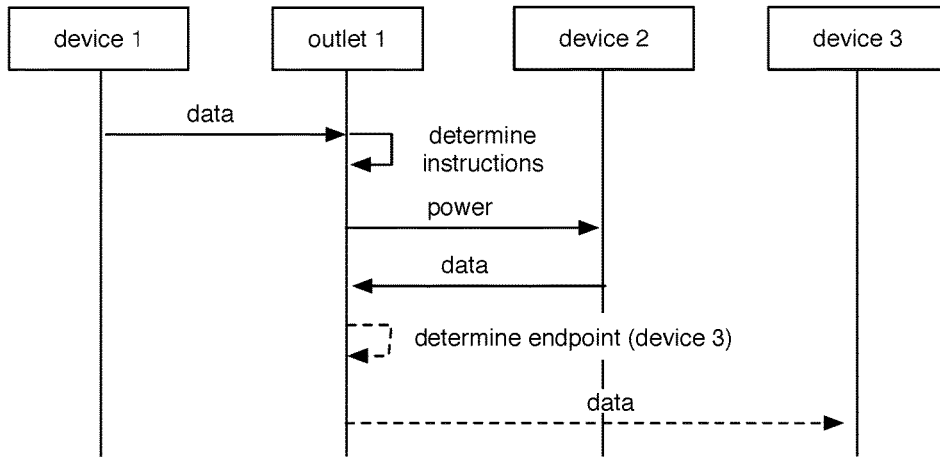 device 1
outlet 1
device 2
device 3
data
determine
instructions
power
data
determine endpoint (device 3)
data